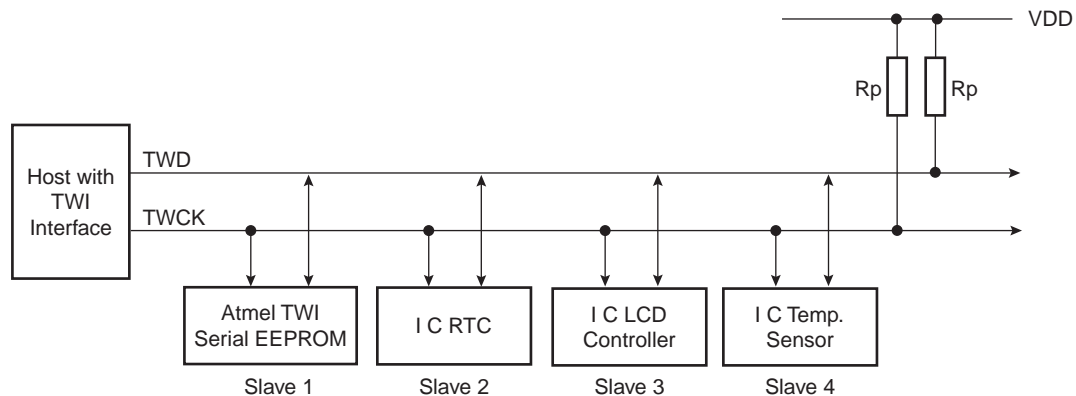 VDD
Rp Rp
Host with
TWI
Interface
TWD
TWCK
Atmel TWI
Serial EEPROM
I C RTC
I C LCD
Controller
I C Temp.
Sensor
Slave 1
Slave 2
Slave 3
Slave 4